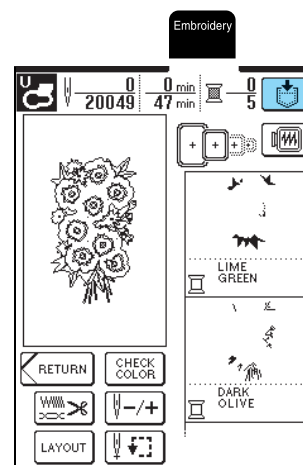 Embroidery
U
0
20049
0 min
47 min
0
5
LIME
GREEN
RETURN
CHECK
COLOR
DARK
OLIVE
-/+
LAYOUT